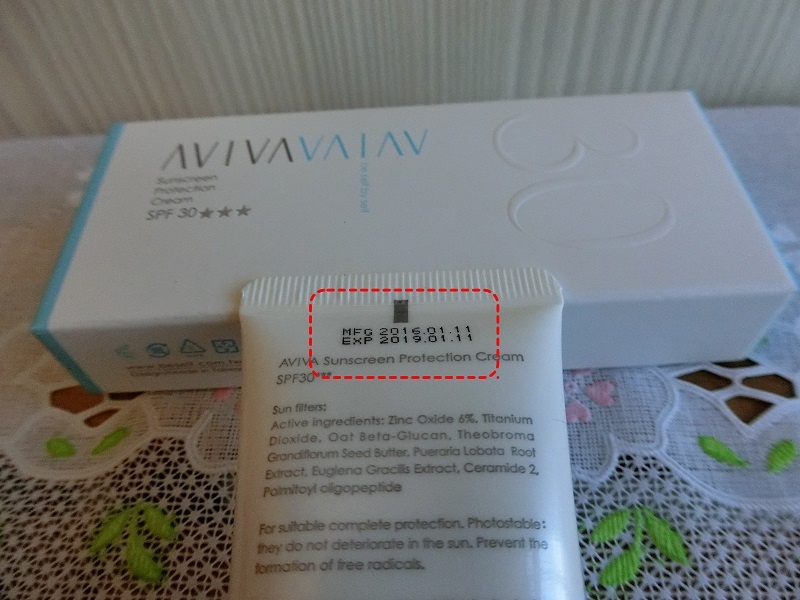 AVIVA
Sunscreen
Protection
Cream
SPF 30★★★
30
MFG 2016.01.11
EXP 2019.01.11
AVIVA Sunscreen Protection Cream
SPF30***
Sun filters:
Active ingredients: Zinc Oxide 6%, Titanium
Dioxide, Oat Beta-Glucan, Theobroma
Grandiflorum Seed Butter, Pueraria Lobata Root
Extract, Euglena Gracilis Extract, Ceramide 2,
Palmitoyl oligopeptide
For suitable complete protection. Photostable:
they do not deteriorate in the sun. Prevent the
formation of free radicals.